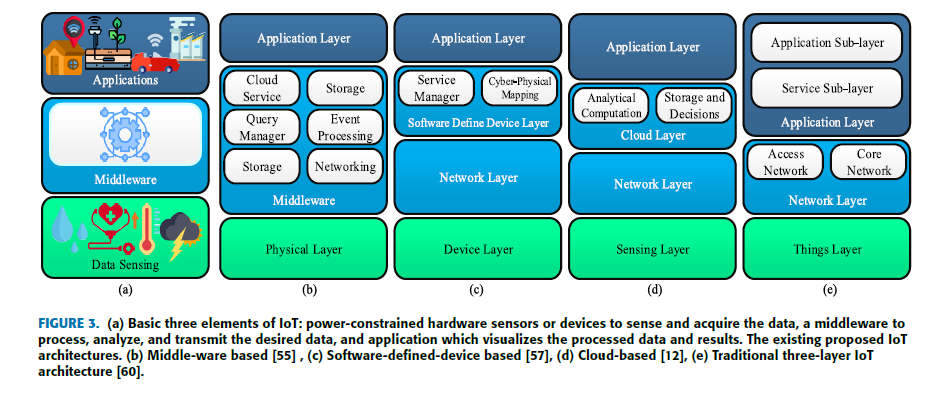 Applications
Middleware
Data Sensing
(a)
Application Layer
Cloud
Service
Storage
Query
Manager
Event
Processing
Storage
Networking
Middleware
Physical Layer
(b)
Application Layer
Service
Manager
Cyber-Physical
Mapping
Software Define Device Layer
Network Layer
Device Layer
(c)
Application Layer
Analytical
Computation
Storage and
Decisions
Cloud Layer
Network Layer
Sensing Layer
(d)
Application Sub-layer
Service Sub-layer
Application Layer
Access
Network
Core
Network
Network Layer
Things Layer
(e)
FIGURE 3. (a) Basic three elements of IoT: power-constrained hardware sensors or devices to sense and acquire the data, a middleware to
process, analyze, and transmit the desired data, and application which visualizes the processed data and results. The existing proposed IoT
architectures. (b) Middle-ware based [55] , (c) Software-defined-device based [57], (d) Cloud-based [12], (e) Traditional three-layer IoT
architecture [60].